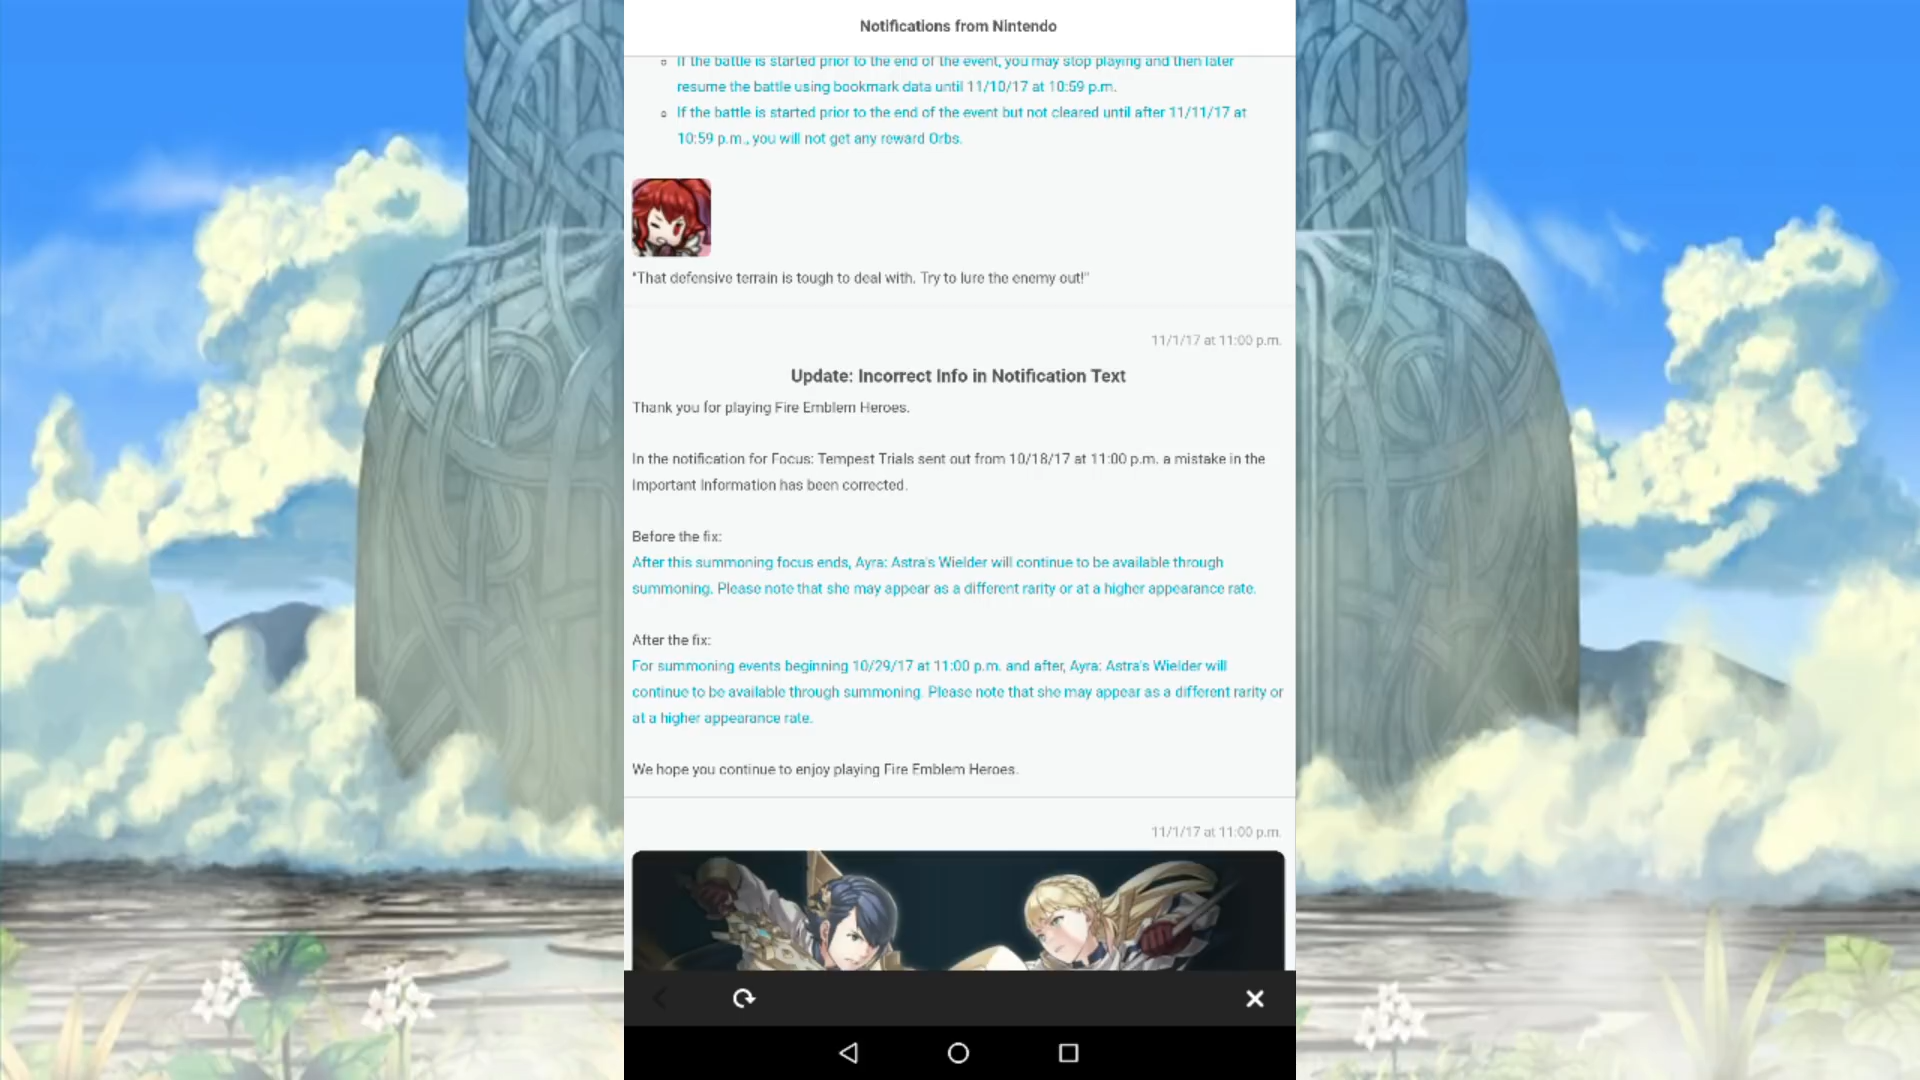 Notifications from Nintendo
If the battle is started prior to the end of the event, you may stop playing and then later
resume the battle using bookmark data until 11/10/17 at 10:59 p.m.
If the battle is started prior to the end of the event but not cleared until after 11/11/17 at
10:59 p.m., you will not get any reward Orbs.
"That defensive terrain is tough to deal with. Try to lure the enemy out!"
11/1/17 at 11:00 p.m.
Update: Incorrect Info in Notification Text
Thank you for playing Fire Emblem Heroes.
In the notification for Focus: Tempest Trials sent out from 10/18/17 at 11:00 p.m. a mistake in the
Important Information has been corrected.
Before the fix:
After this summoning focus ends, Ayra: Astra's Wielder will continue to be available through
summoning. Please note that she may appear as a different rarity or at a higher appearance rate.
After the fix:
For summoning events beginning 10/29/17 at 11:00 p.m. and after, Ayra: Astra's Wielder will
continue to be available through summoning. Please note that she may appear as a different rarity or
at a higher appearance rate.
We hope you continue to enjoy playing Fire Emblem Heroes.
11/1/17 at 11:00 p.m.